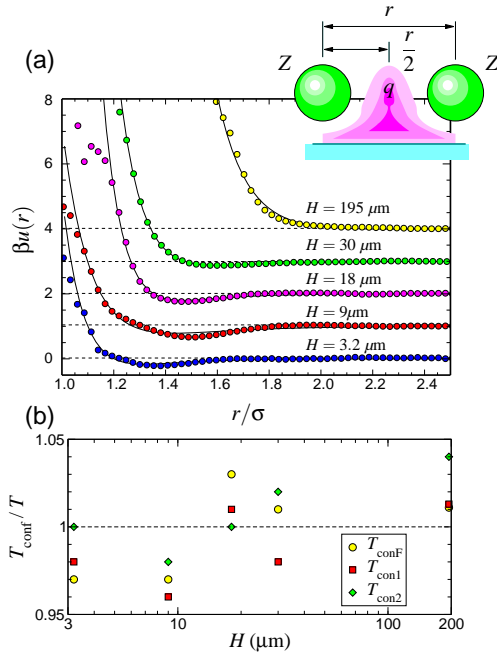 r
r/2
Z
q
Z
(a)
βu(r)
8
6
4
2
0
H = 195 μm
H = 30 μm
H = 18 μm
H = 9μm
H = 3.2 μm
1.0 1.2 1.4 1.6 1.8 2.0 2.2 2.4
r/σ
(b)
T_conf / T
1.05
1
0.95
T_conF
T_con1
T_con2
3 10 100 200
H (μm)